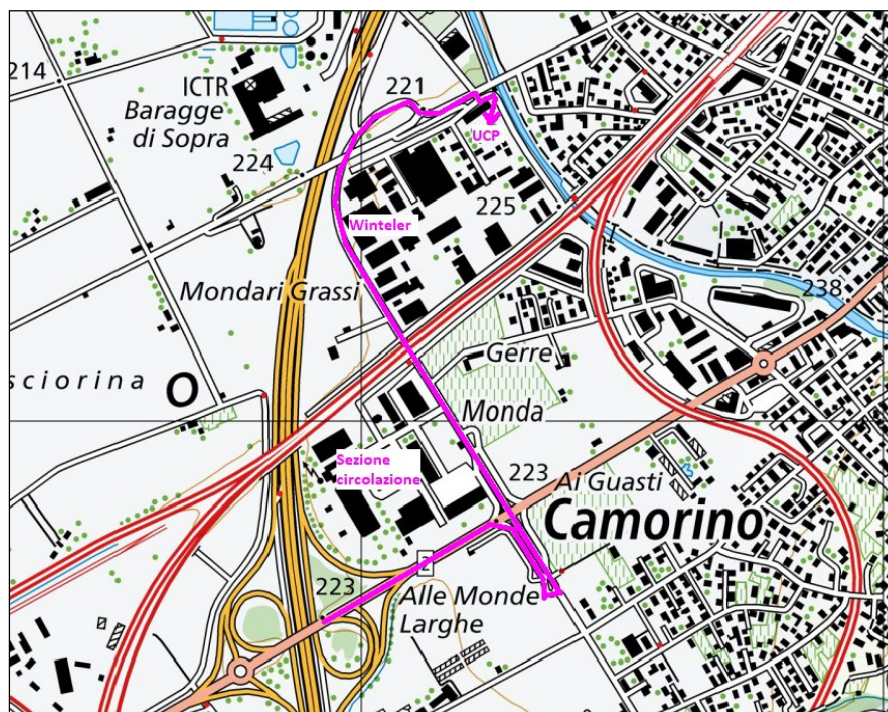 214
ICTR
Baragge
di Sopra
221
UCP
224
225
Winteler
Mondari Grassi
238
Gerre
sciorina
O
Monda
Sezione
circolazione
223
Ai Guasti
Camorino
2
223
Alle Monde
Larghe